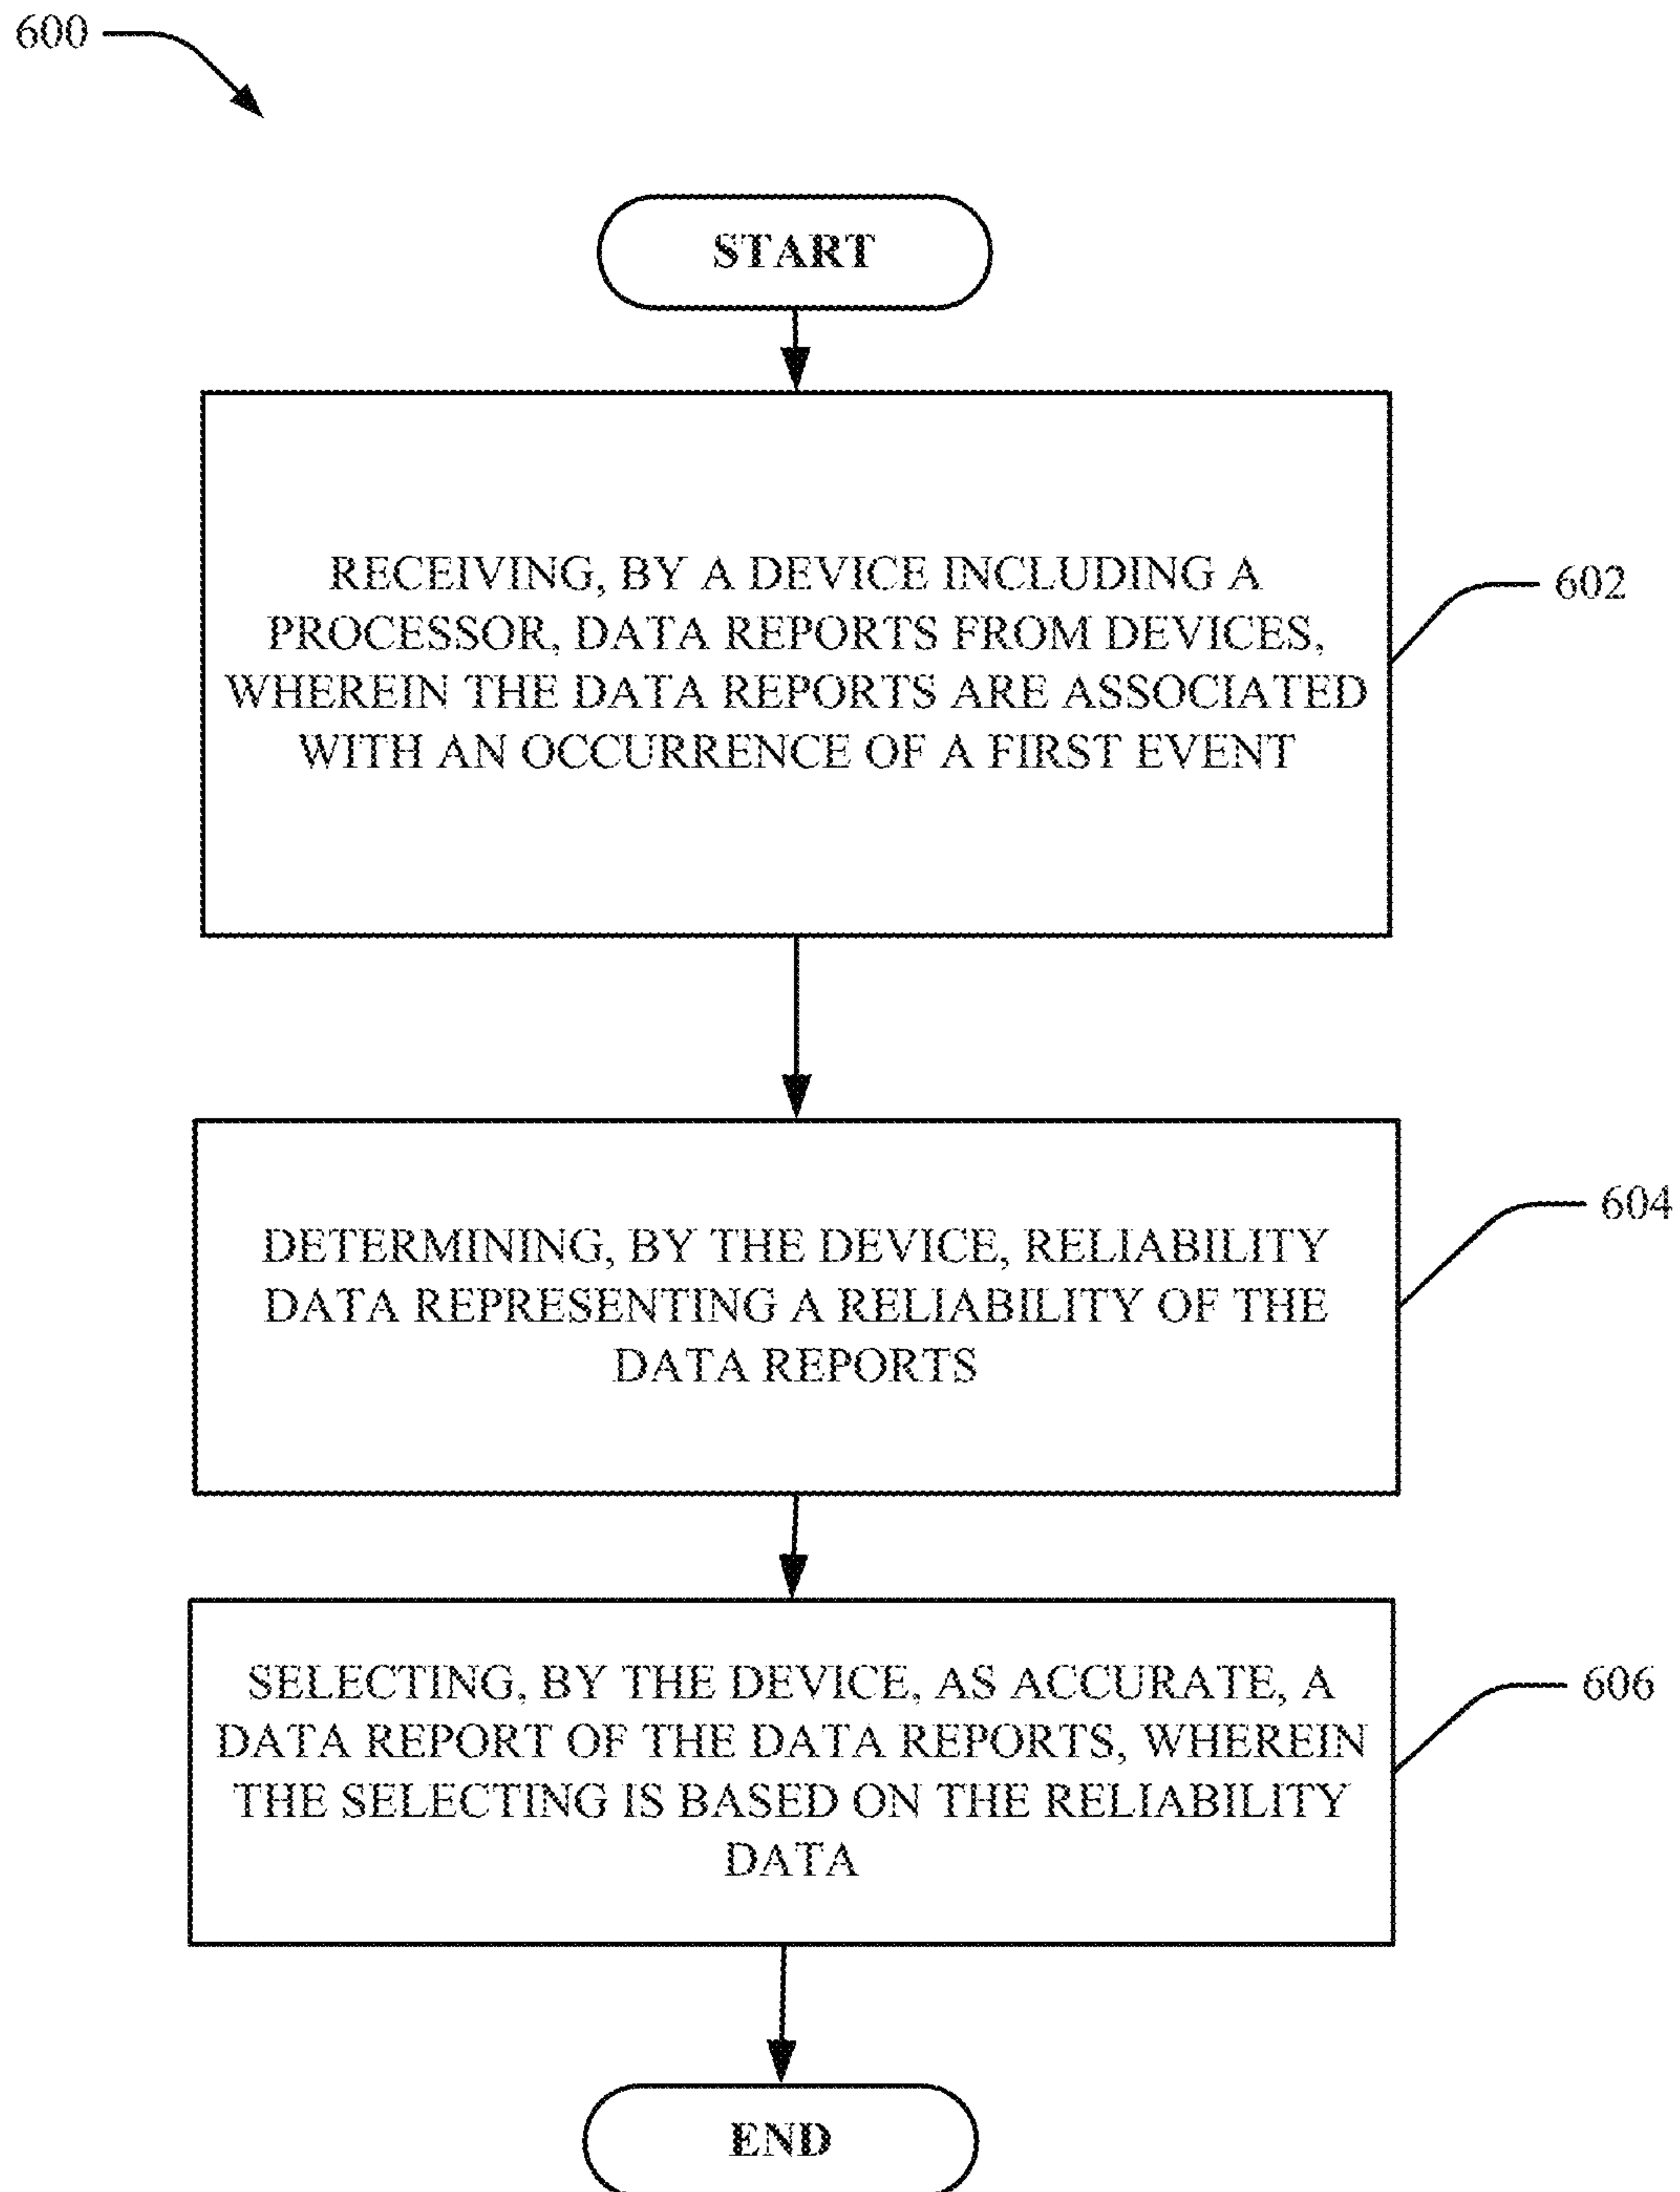 600
START
RECEIVING, BY A DEVICE INCLUDING A
PROCESSOR, DATA REPORTS FROM DEVICES,
WHEREIN THE DATA REPORTS ARE ASSOCIATED
WITH AN OCCURRENCE OF A FIRST EVENT
602
DETERMINING, BY THE DEVICE, RELIABILITY
DATA REPRESENTING A RELIABILITY OF THE
DATA REPORTS
604
SELECTING, BY THE DEVICE, AS ACCURATE, A
DATA REPORT OF THE DATA REPORTS, WHEREIN
THE SELECTING IS BASED ON THE RELIABILITY
DATA
606
END